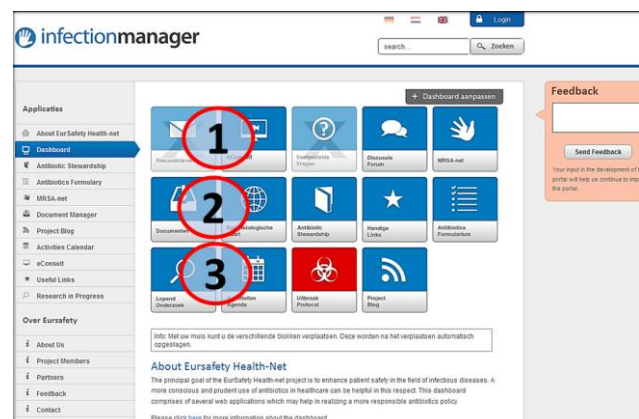 Login
infectionmanager
search...
Zoeken
Feedback
+ Dashboard aanpassen
Applicaties
About EurSafety Health-net
Dashboard
Antibiotic Stewardship
Antibiotics Formulary
MRSA-net
Document Manager
Project Blog
Activities Calendar
eConsult
Useful Links
Research in Progress
Over Eursafety
About Us
Project Members
Partners
Feedback
Contact
1
eConsult
Veelgestelde
Vragen
Discussie
Forum
MRSA-net
2
Documenten
Antibiotic
Stewardship
Handige
Links
Antibiotica
Formularium
3
Lopend
Onderzoek
Agenda
Uitbraak
Protocol
Project
Blog
Send Feedback
Your input in the development of
portal will help us continue to
the portal.
Info: Met uw muis kunt u de verschillende blokken verplaatsen. Deze worden na het verplaatsen automatisch
opgeslagen.
About Eursafety Health-Net
The principal goal of the EurSafety Health-net project is to enhance patient safety in the field of infectious diseases. A
more conscious and prudent use of antibiotics in healthcare can be helpful in this respect. This dashboard
comprises of several web applications which may help in realizing a more responsible antibiotics policy.
Please click here for more information about the dashboard.